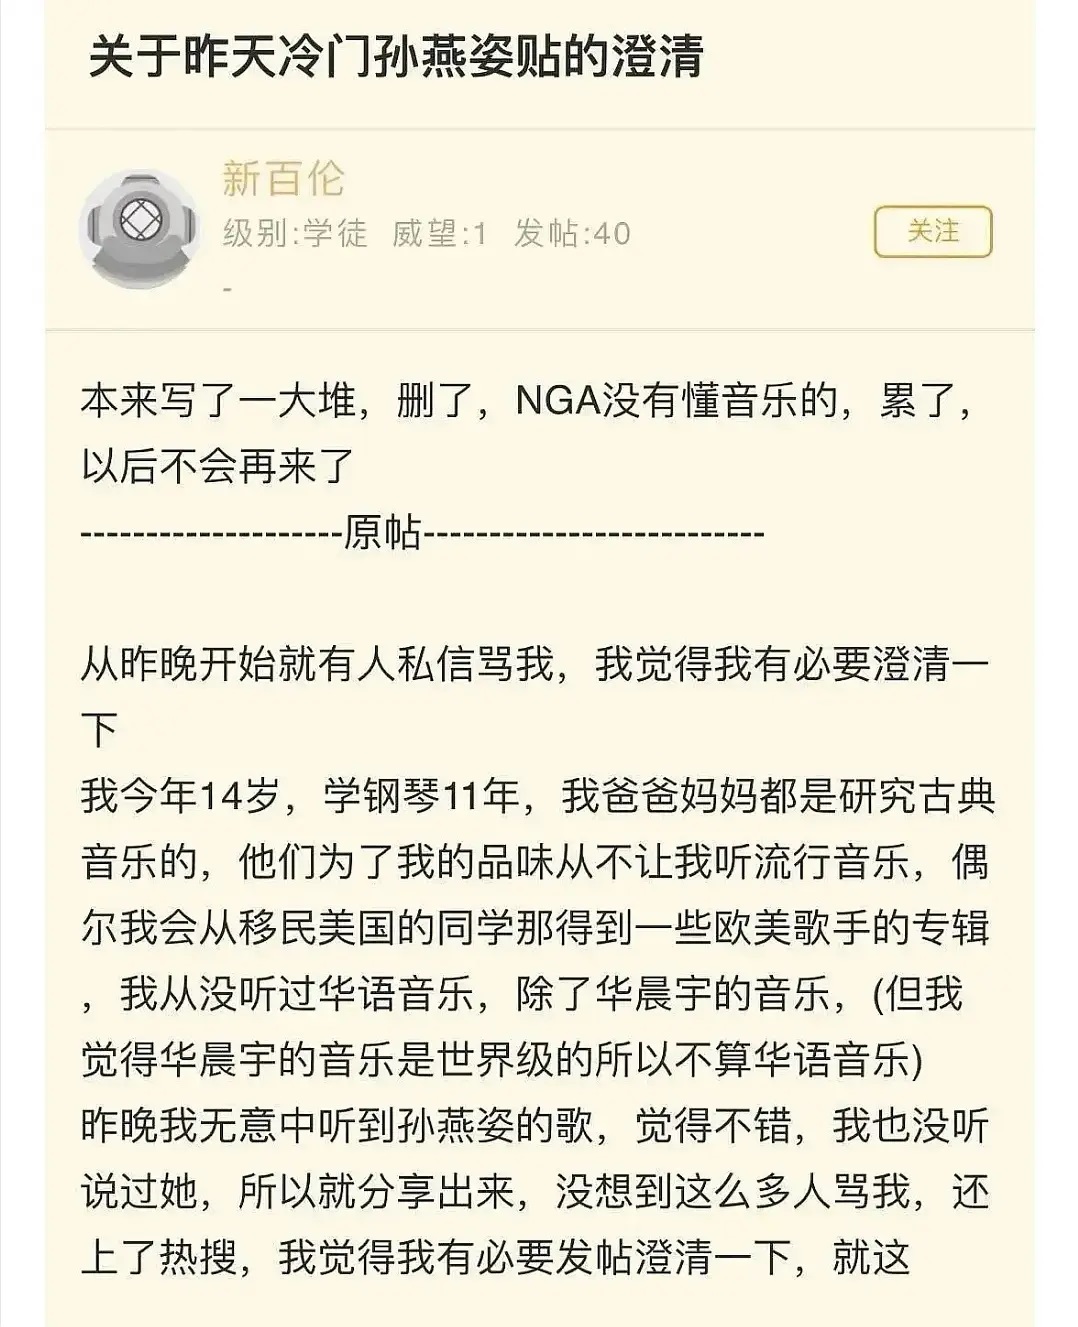 关于昨天冷门孙燕姿贴的澄清
新百伦
级别:学徒 威望:1 发帖:40
关注
-
本来写了一大堆，删了，NGA没有懂音乐的，累了，
以后不会再来了
--------------------原帖--------------------------
从昨晚开始就有人私信骂我，我觉得我有必要澄清一
下
我今年14岁，学钢琴11年，我爸爸妈妈都是研究古典
音乐的，他们为了我的品味从不让我听流行音乐，偶
尔我会从移民美国的同学那得到一些欧美歌手的专辑
，我从没听过华语音乐，除了华晨宇的音乐，(但我
觉得华晨宇的音乐是世界级的所以不算华语音乐)
昨晚我无意中听到孙燕姿的歌，觉得不错，我也没听
说过她，所以就分享出来，没想到这么多人骂我，还
上了热搜，我觉得我有必要发帖澄清一下，就这